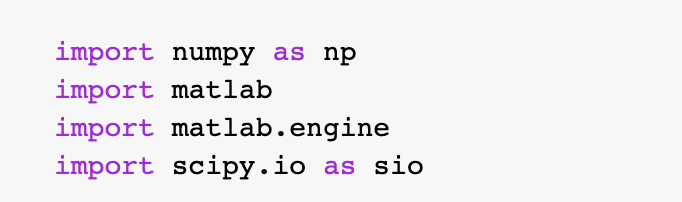 import numpy as np
import matlab
import matlab.engine
import scipy.io as sio